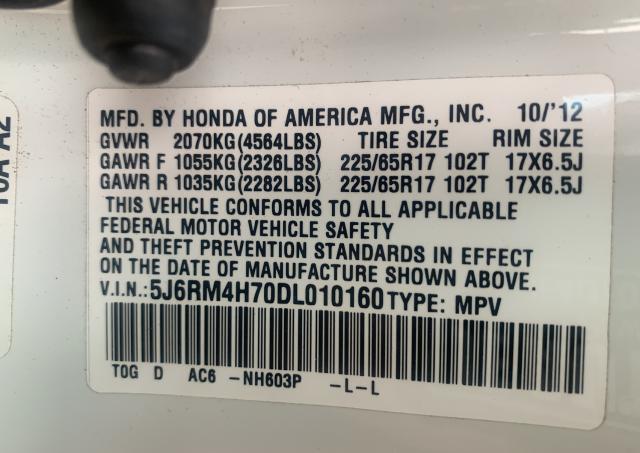 MFD. BY HONDA OF AMERICA MFG., INC. 10/'12
GVWR 2070KG(4564LBS) TIRE SIZE RIM SIZE
GAWR F 1055KG(2326LBS) 225/65R17 102T 17X6.5J
GAWR R 1035KG(2282LBS) 225/65R17 102T 17X6.5J
THIS VEHICLE CONFORMS TO ALL APPLICABLE
FEDERAL MOTOR VEHICLE SAFETY
AND THEFT PREVENTION STANDARDS IN EFFECT
ON THE DATE OF MANUFACTURE SHOWN ABOVE.
V.I.N.:5J6RM4H70DL010160 TYPE: MPV
TOG D AC6 -NH603P -L-L